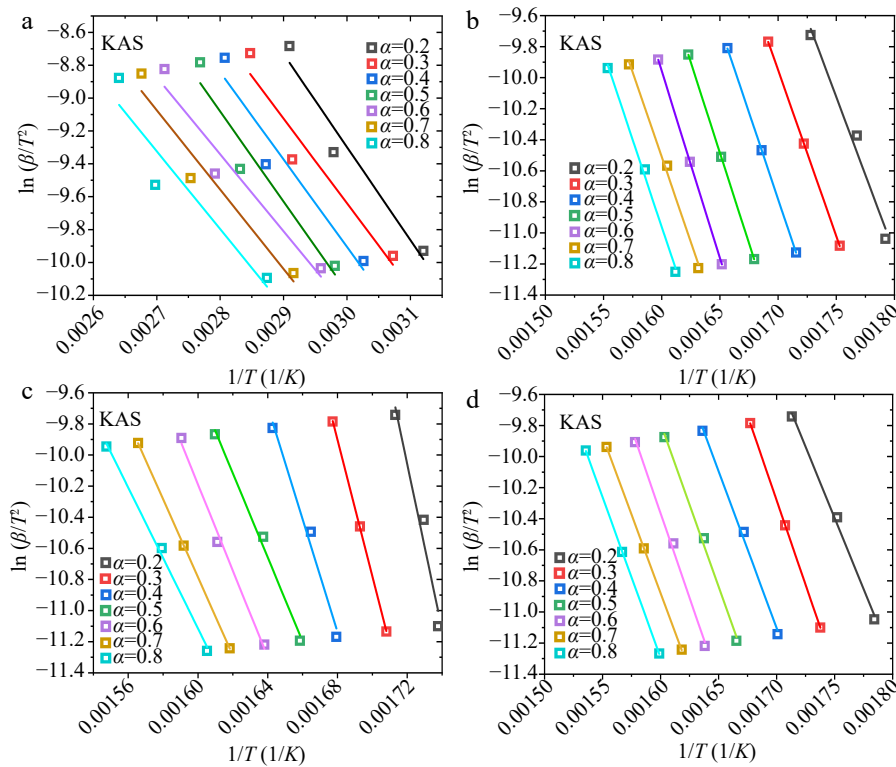 a
KAS
α=0.2
α=0.3
α=0.4
α=0.5
α=0.6
α=0.7
α=0.8
−8.4
−8.6
−8.8
−9.0
−9.2
−9.4
−9.6
−9.8
−10.0
−10.2
ln (β/T²)
0.0026
0.0027
0.0028
0.0029
0.0030
0.0031
1/T (1/K)
b
KAS
α=0.2
α=0.3
α=0.4
α=0.5
α=0.6
α=0.7
α=0.8
−9.6
−9.8
−10.0
−10.2
−10.4
−10.6
−10.8
−11.0
−11.2
−11.4
ln (β/T²)
0.00150
0.00155
0.00160
0.00165
0.00170
0.00175
0.00180
1/T (1/K)
c
KAS
α=0.2
α=0.3
α=0.4
α=0.5
α=0.6
α=0.7
α=0.8
−9.6
−9.8
−10.0
−10.2
−10.4
−10.6
−10.8
−11.0
−11.2
−11.4
ln (β/T²)
0.00156
0.00160
0.00164
0.00168
0.00172
1/T (1/K)
d
KAS
α=0.2
α=0.3
α=0.4
α=0.5
α=0.6
α=0.7
α=0.8
−9.6
−9.8
−10.0
−10.2
−10.4
−10.6
−10.8
−11.0
−11.2
−11.4
ln (β/T²)
0.00150
0.00155
0.00160
0.00165
0.00170
0.00175
0.00180
1/T (1/K)